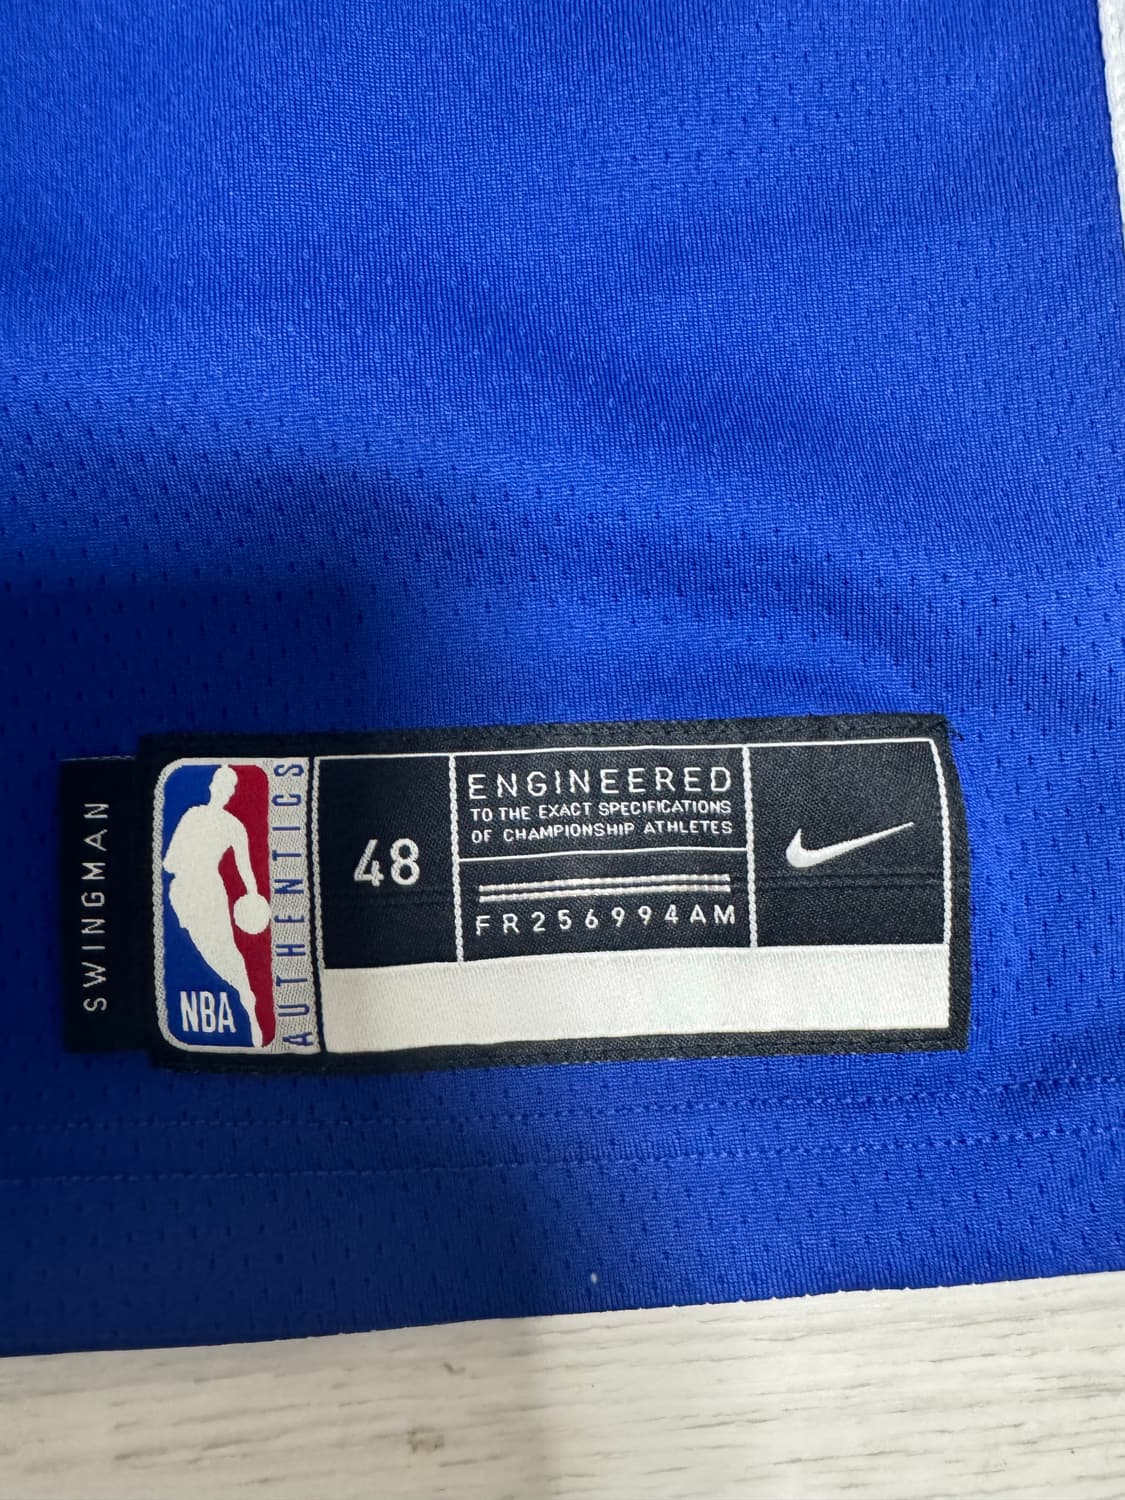 SWINGMAN
NBA
AUTHENTICS
48
ENGINEERED
TO THE EXACT SPECIFICATIONS
OF CHAMPIONSHIP ATHLETES
FR256994AM